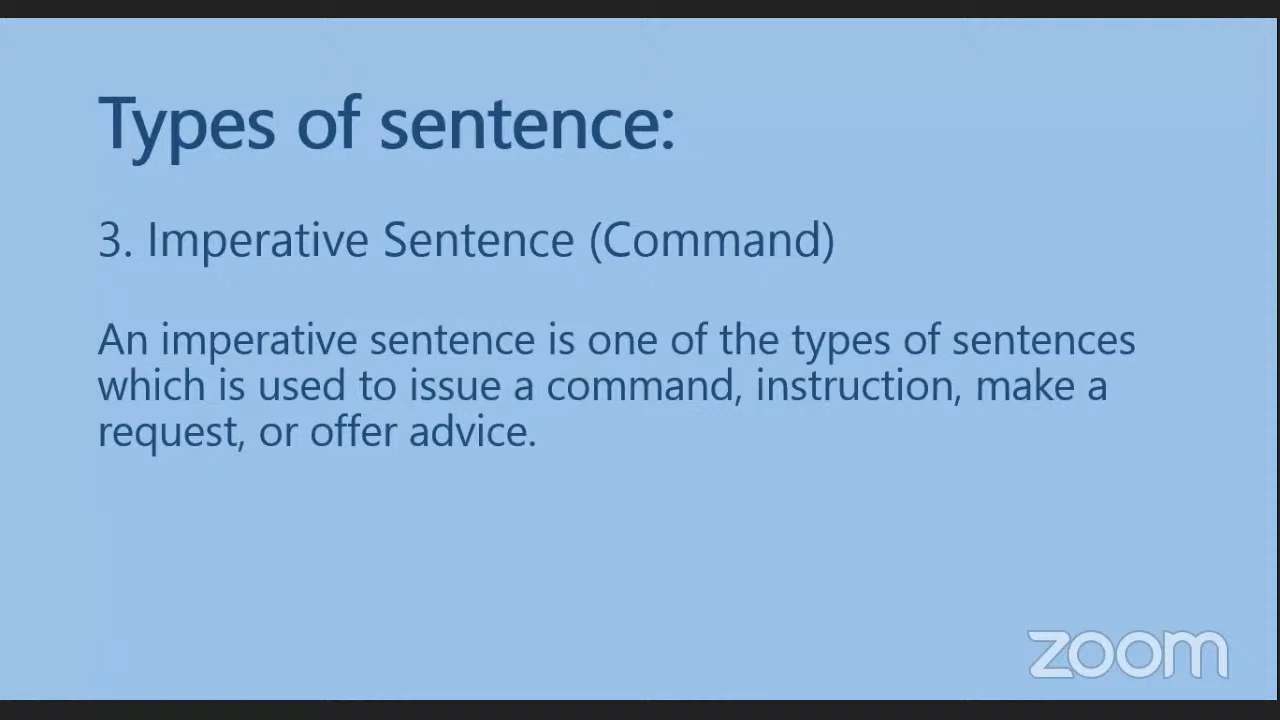 Types of sentence:
3. Imperative Sentence (Command)
An imperative sentence is one of the types of sentences
which is used to issue a command, instruction, make a
request, or offer advice.
zoom